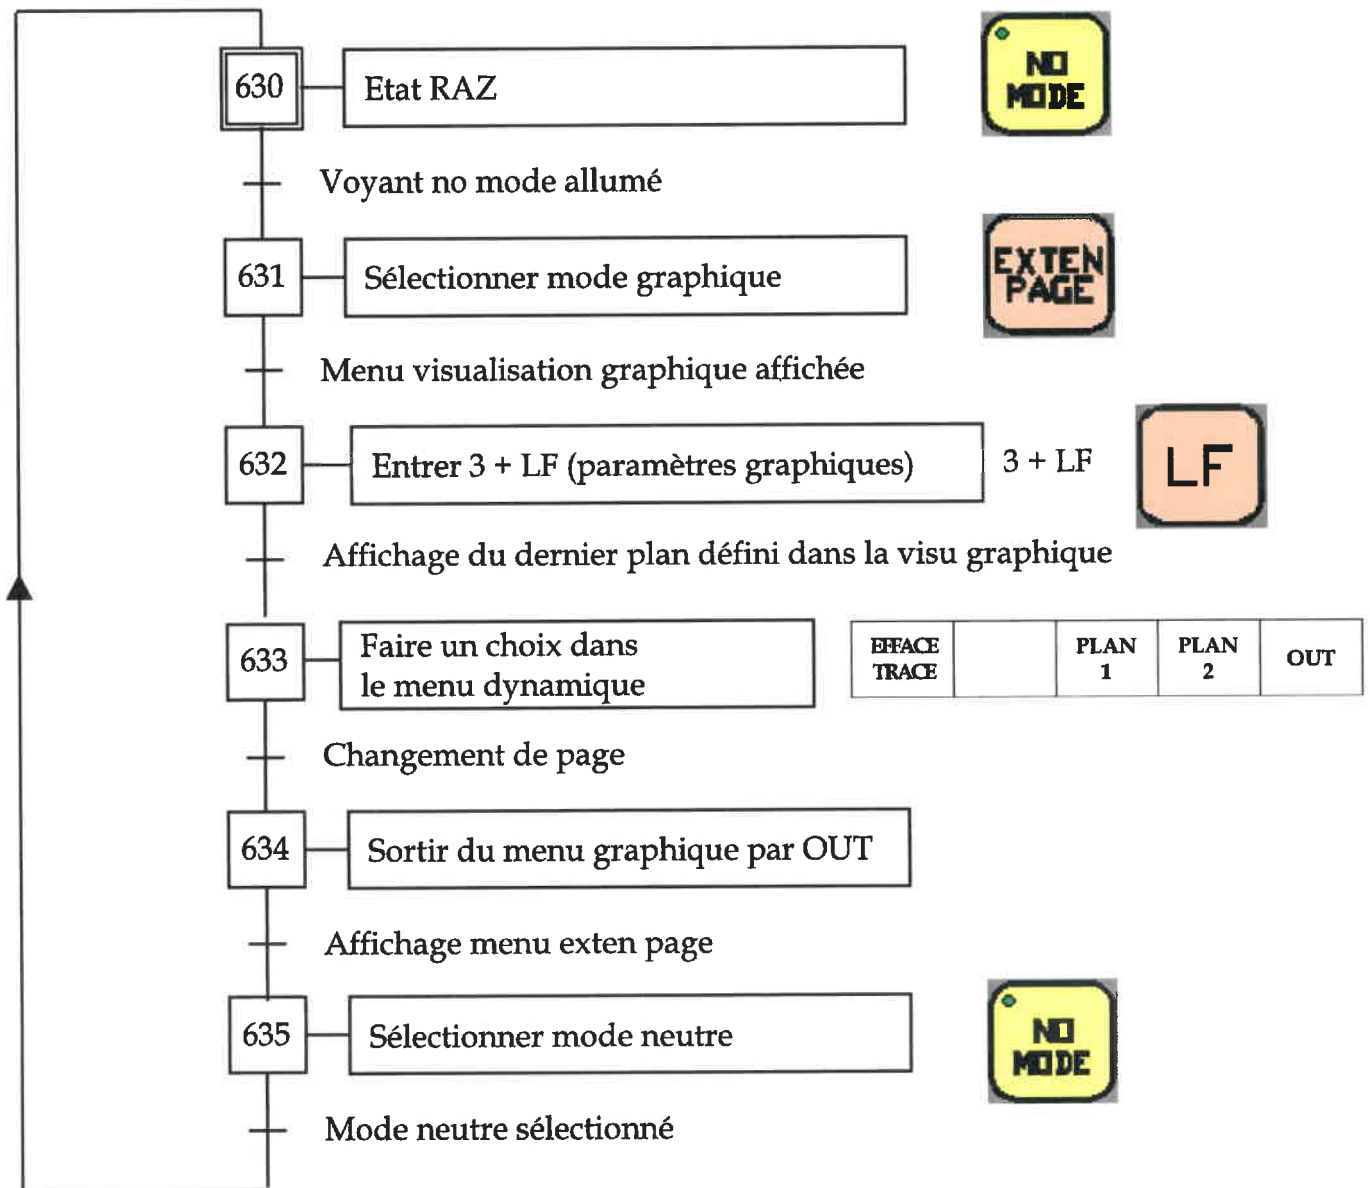 630
Etat RAZ
NO
MODE
Voyant no mode allumé
631
Sélectionner mode graphique
EXTEN
PAGE
Menu visualisation graphique affichée
632
Entrer 3 + LF (paramètres graphiques)
3 + LF
LF
Affichage du dernier plan défini dans la visu graphique
633
Faire un choix dans
le menu dynamique
EFFACE
TRACE
PLAN
1
PLAN
2
OUT
Changement de page
634
Sortir du menu graphique par OUT
Affichage menu exten page
635
Sélectionner mode neutre
NO
MODE
Mode neutre sélectionné